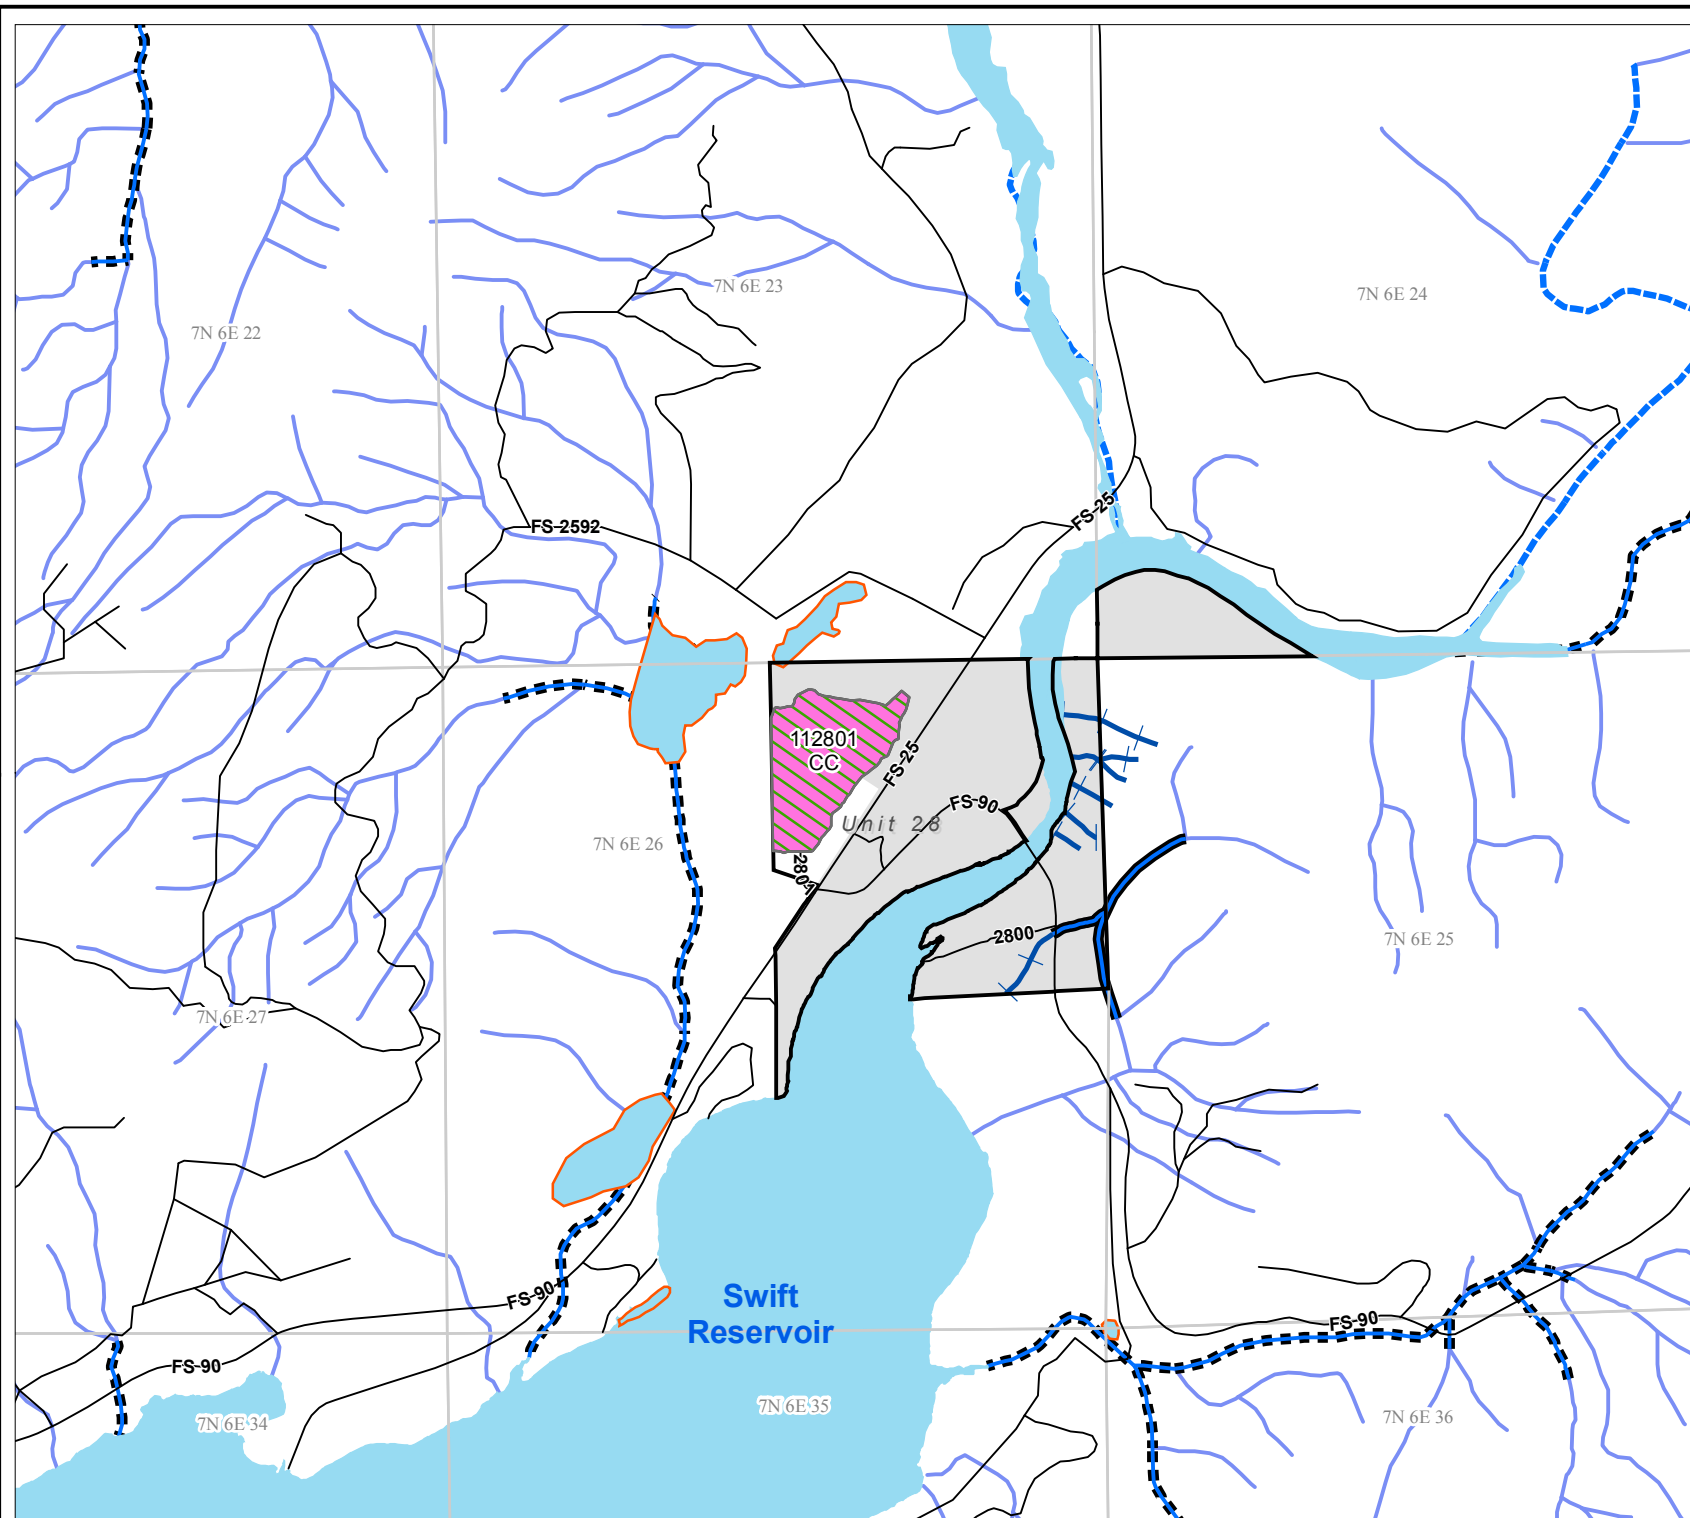 7N 6E 23
7N 6E 24
7N 6E 22
FS-25
FS-2592
112801
CC
FS-25
FS-90
Unit 28
7N 6E 26
2801
2800
7N 6E 25
7N 6E 27
FS-90
Swift
Reservoir
FS-90
FS-90
7N 6E 35
7N 6E 36
7N 6E 34